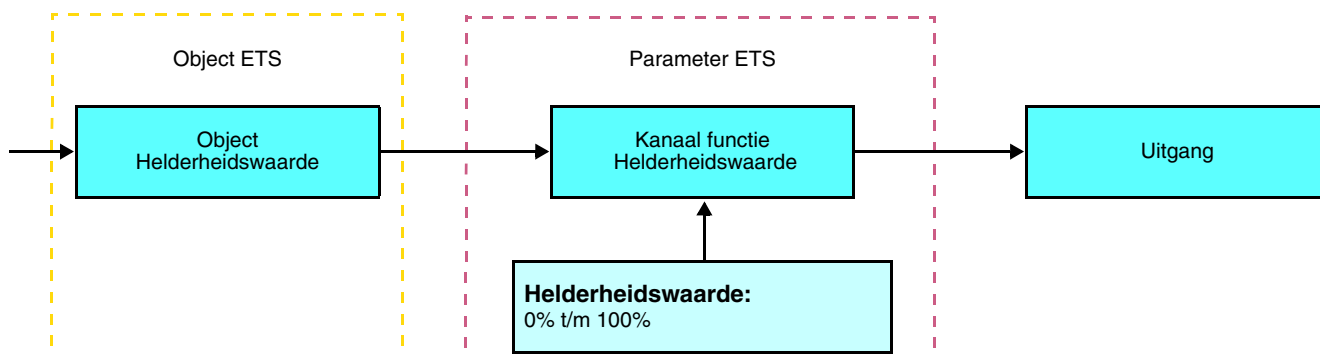 Object ETS
Parameter ETS
Object
Helderheidswaarde
Kanaal functie
Helderheidswaarde
Uitgang
Helderheidswaarde:
0% t/m 100%